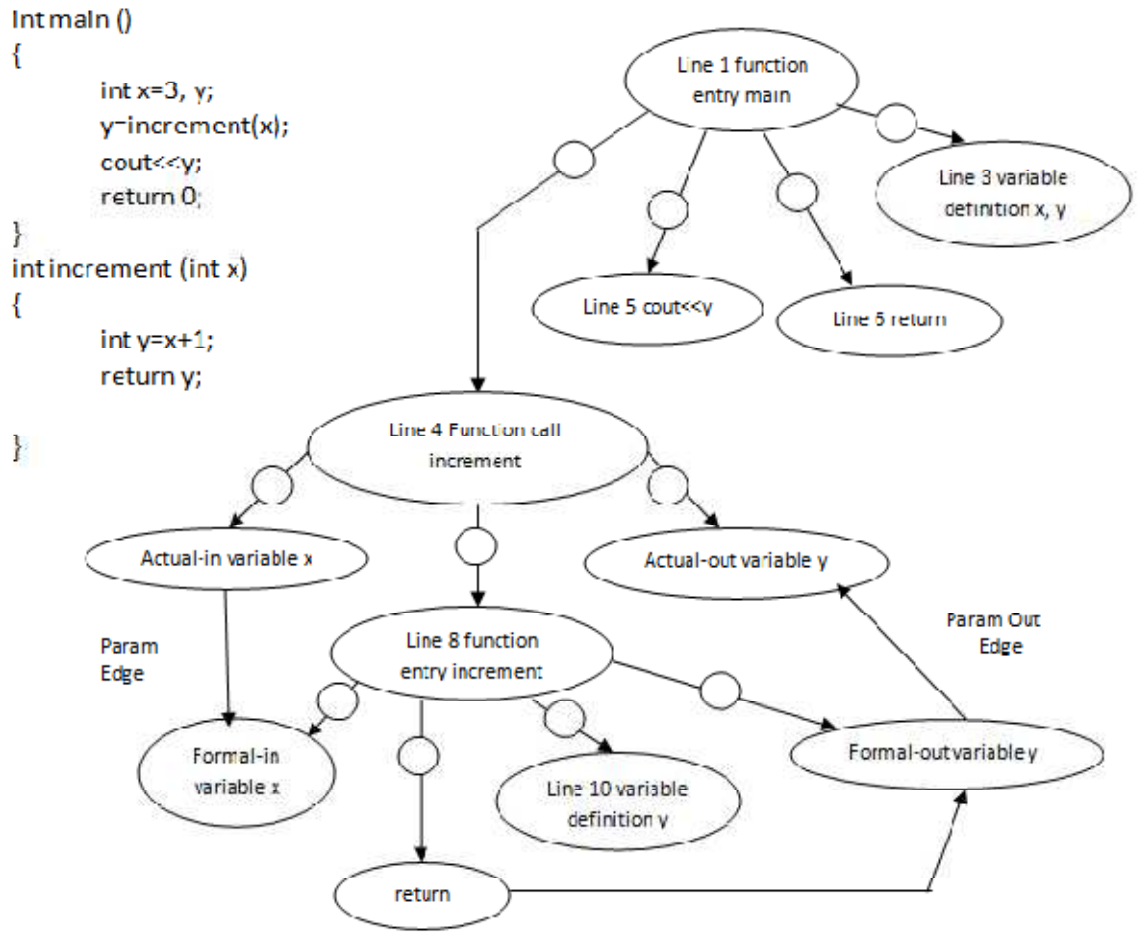 Int main ()
{
int x=3, y;
y=increment(x);
cout<<y;
return 0;
}
int increment (int x)
{
int y=x+1;
return y;
}
Line 1 function
entry main
Line 3 variable
definition x, y
Line 5 cout<<y
Line 6 return
Line 4 Function call
increment
Actual-in variable x
Actual-out variable y
Param
Edge
Line 8 function
entry increment
Param Out
Edge
Formal-in
variable x
Line 10 variable
definition y
Formal-out variable y
return